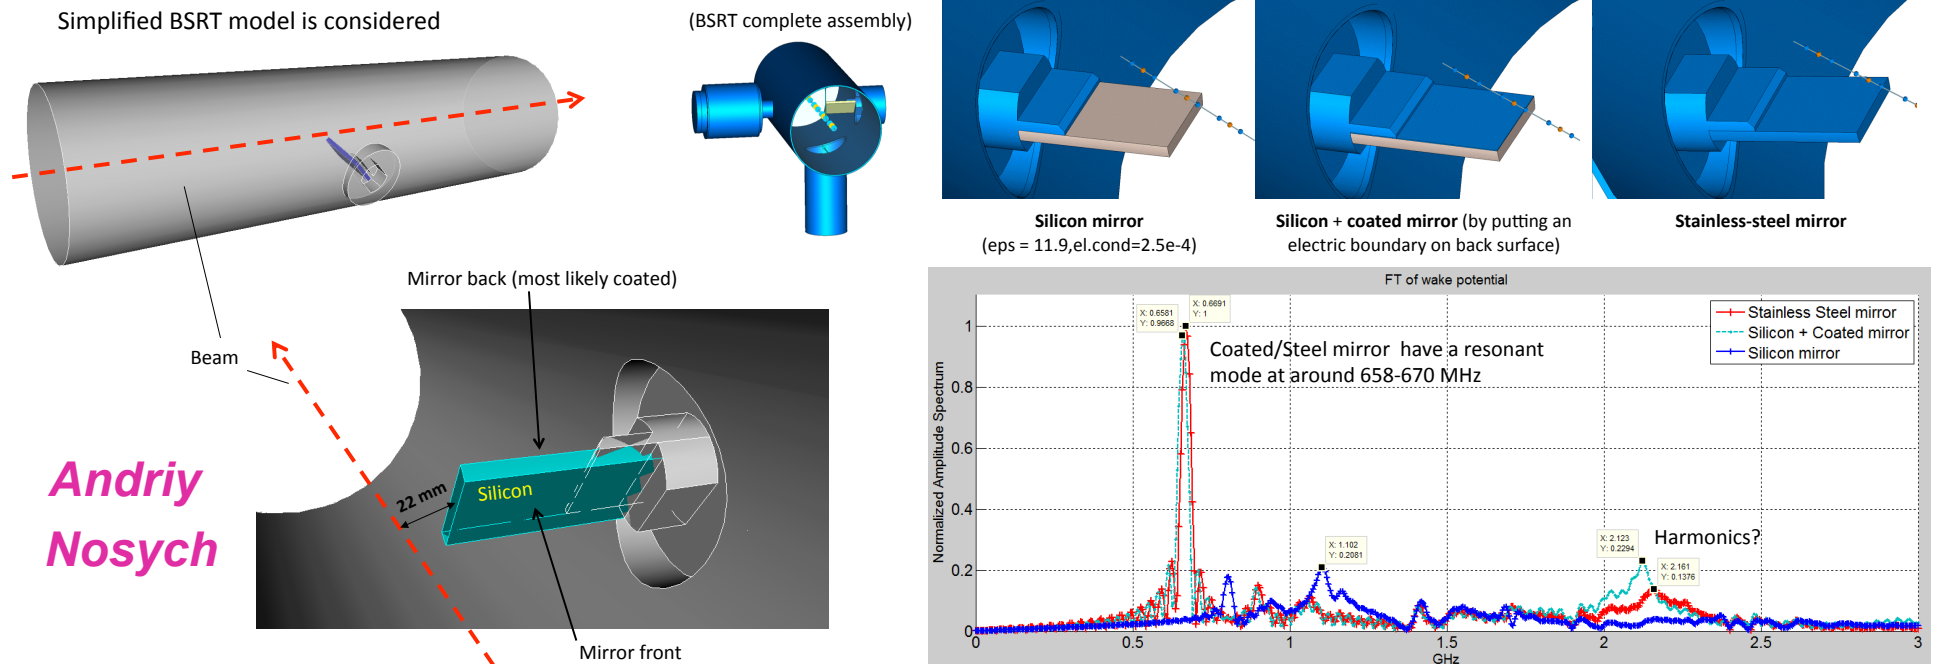 Simplified BSRT model is considered
(BSRT complete assembly)
Beam
Mirror back (most likely coated)
22 mm
Silicon
Mirror front
Andriy
Nosych
Silicon mirror
(eps = 11.9,el.cond=2.5e-4)
Silicon + coated mirror (by putting an
electric boundary on back surface)
Stainless-steel mirror
FT of wake potential
X: 0.6581
Y: 0.9668
X: 0.6691
Y: 1
Coated/Steel mirror have a resonant
mode at around 658-670 MHz
Stainless Steel mirror
Silicon + Coated mirror
Silicon mirror
X: 1.102
Y: 0.2081
X: 2.123
Y: 0.2294
X: 2.161
Y: 0.1376
Harmonics?
Normalized Amplitude Spectrum
1
0.8
0.6
0.4
0.2
0
0.5
1
1.5
2
2.5
3
GHz